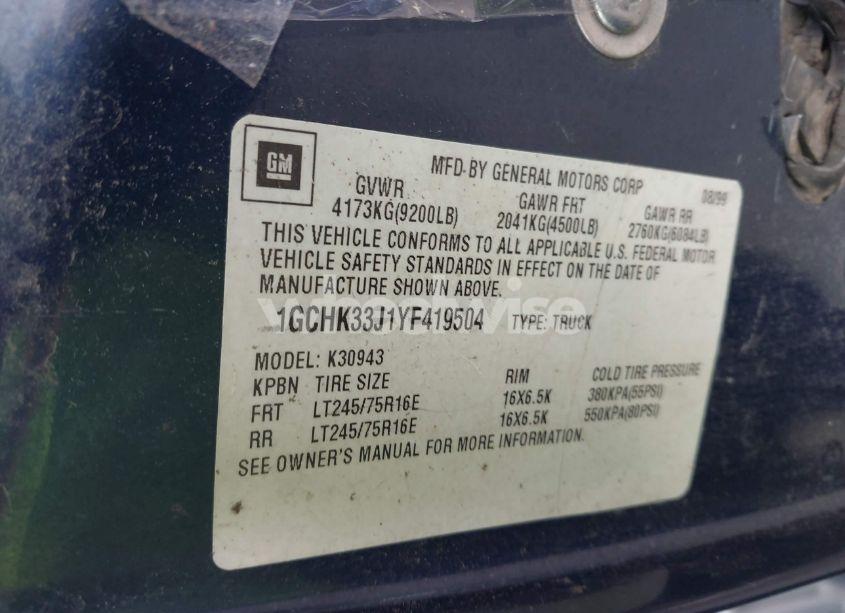 GM
MFD BY GENERAL MOTORS CORP 08/99
GVWR GAWR FRT GAWR RR
4173KG(9200LB) 2041KG(4500LB) 2760KG(6084LB)
THIS VEHICLE CONFORMS TO ALL APPLICABLE U.S. FEDERAL MOTOR
VEHICLE SAFETY STANDARDS IN EFFECT ON THE DATE OF
MANUFACTURE SHOWN ABOVE.
1GCHK33J1YF419504 TYPE: TRUCK
MODEL: K30943
KPBN TIRE SIZE RIM COLD TIRE PRESSURE
FRT LT245/75R16E 16X6.5K 380KPA(55PSI)
RR LT245/75R16E 16X6.5K 550KPA(80PSI)
SEE OWNER'S MANUAL FOR MORE INFORMATION.